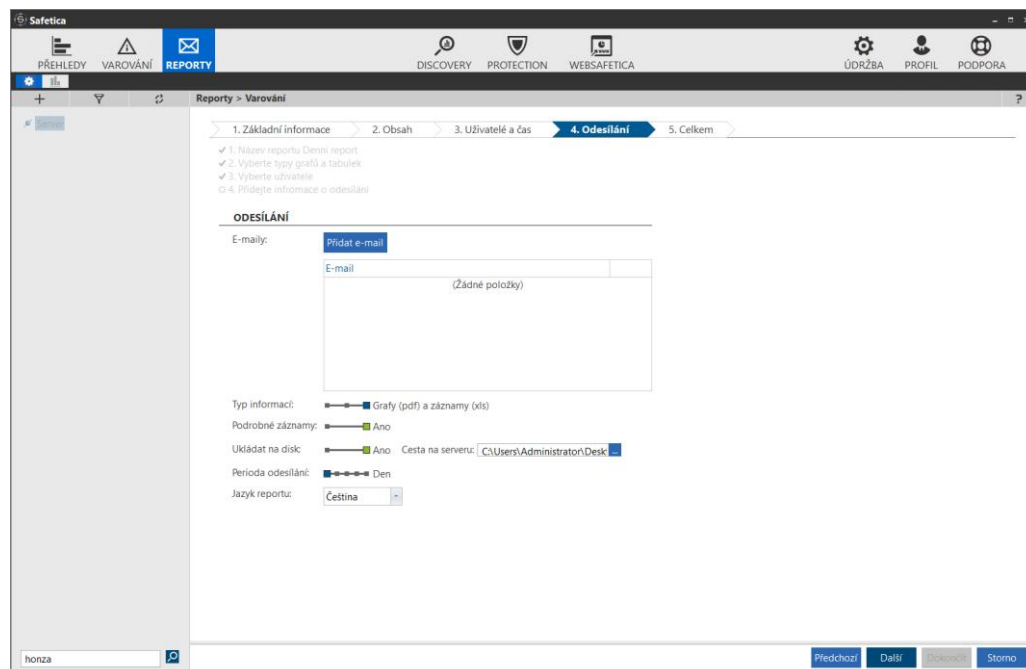 Safetica
PŘEHLEDY VAROVÁNÍ REPORTY DISCOVERY PROTECTION WEBSAFETICA ÚDRŽBA PROFIL PODPORA
Reporty > Varování ?
Server
1. Základní informace 2. Obsah 3. Uživatelé a čas 4. Odesílání 5. Celkem
1. Název reportu Denní report
2. Vyberte typy grafů a tabulek
3. Vyberte uživatele
4. Přidejte infromace o odesílání
ODESÍLÁNÍ
E-maily: Přidat e-mail
E-mail
(Žádné položky)
Typ informací: Grafy (pdf) a záznamy (xls)
Podrobné záznamy: Ano
Ukládat na disk: Ano Cesta na serveru: C:\Users\Administrator\Desk ...
Perioda odesílání: Den
Jazyk reportu: Čeština
honza Předchozí Další Dokončit Storno